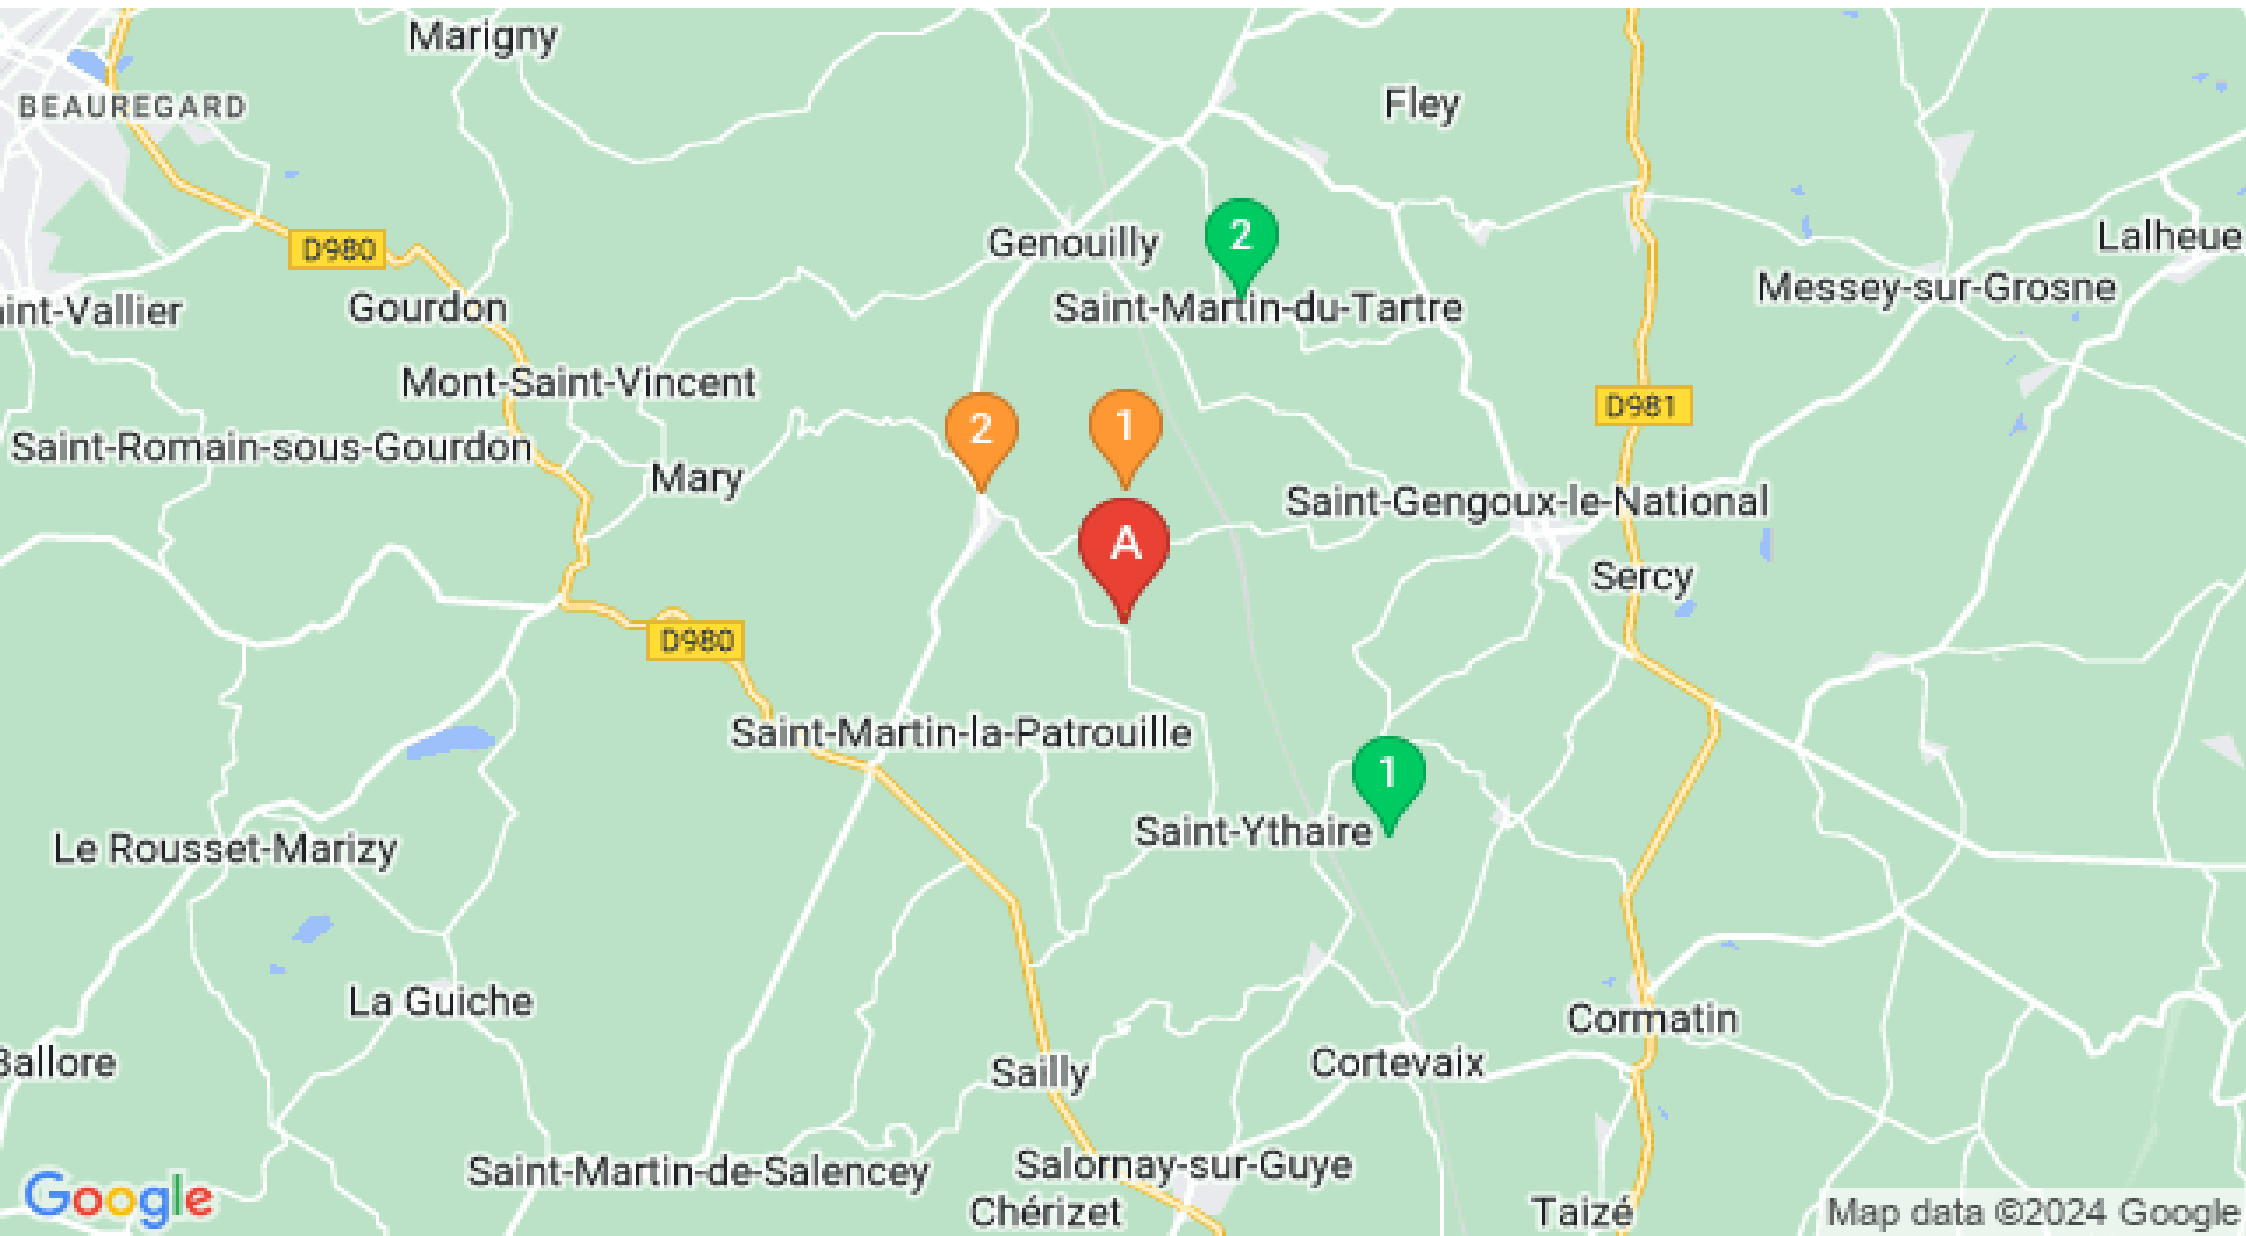 Marigny
BEAUREGARD
Fley
2
D980
Genouilly
Lalheue
Saint-Martin-du-Tartre
Messey-sur-Grosne
int-Vallier
Gourdon
Mont-Saint-Vincent
D981
2
1
Saint-Romain-sous-Gourdon
Mary
Saint-Gengoux-le-National
A
Sercy
D980
Saint-Martin-la-Patrouille
1
Saint-Ythaire
Le Rousset-Marizy
La Guiche
Cormatin
Ballore
Sailly
Cortevaix
Saint-Martin-de-Salencey
Salornay-sur-Guye
Google
Chérizet
Taizé
Map data ©2024 Google